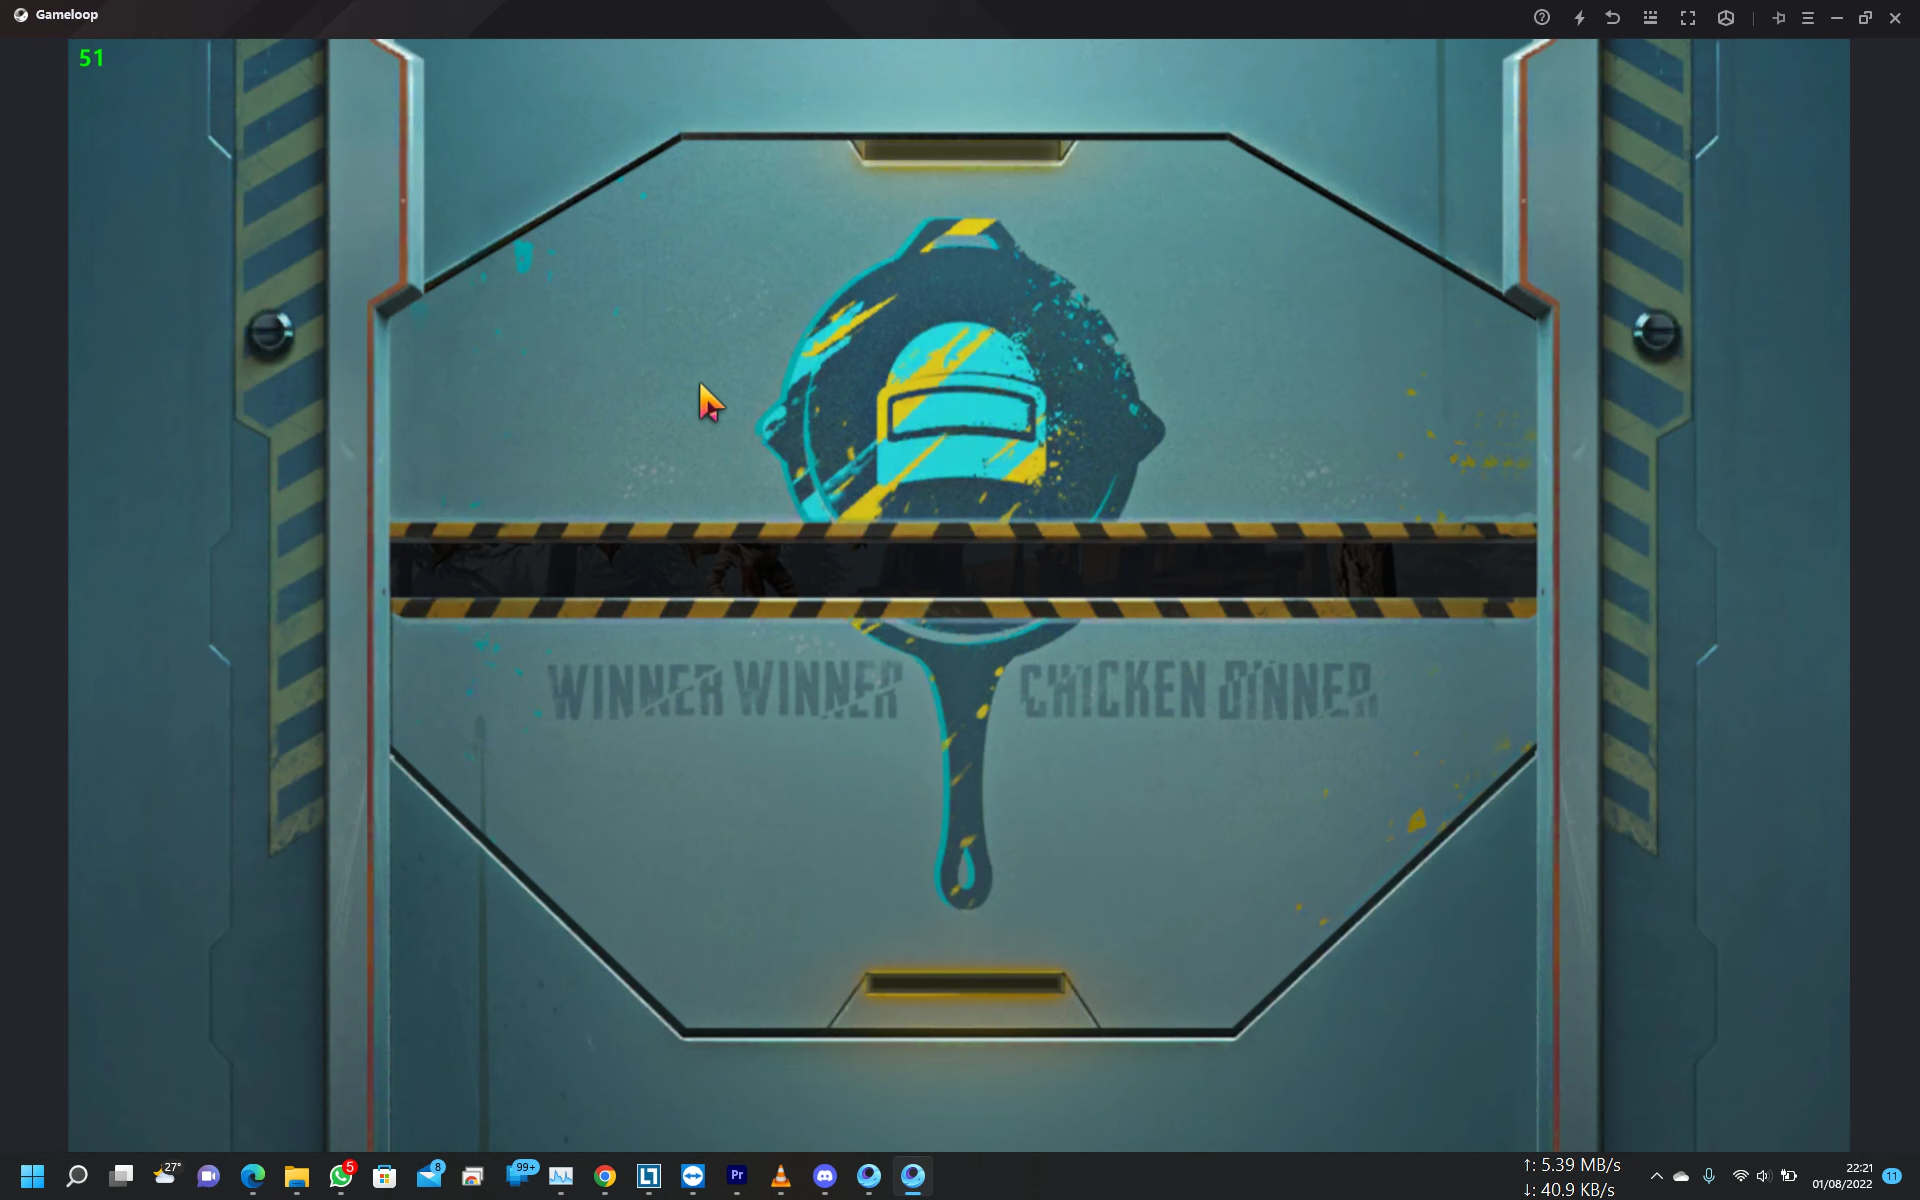 Gameloop
51
WINNER WINNER CHICKEN DINNER
27°
5
8
99+
Pr
↑: 5.39 MB/s
↓: 40.9 KB/s
22:21
01/08/2022
11